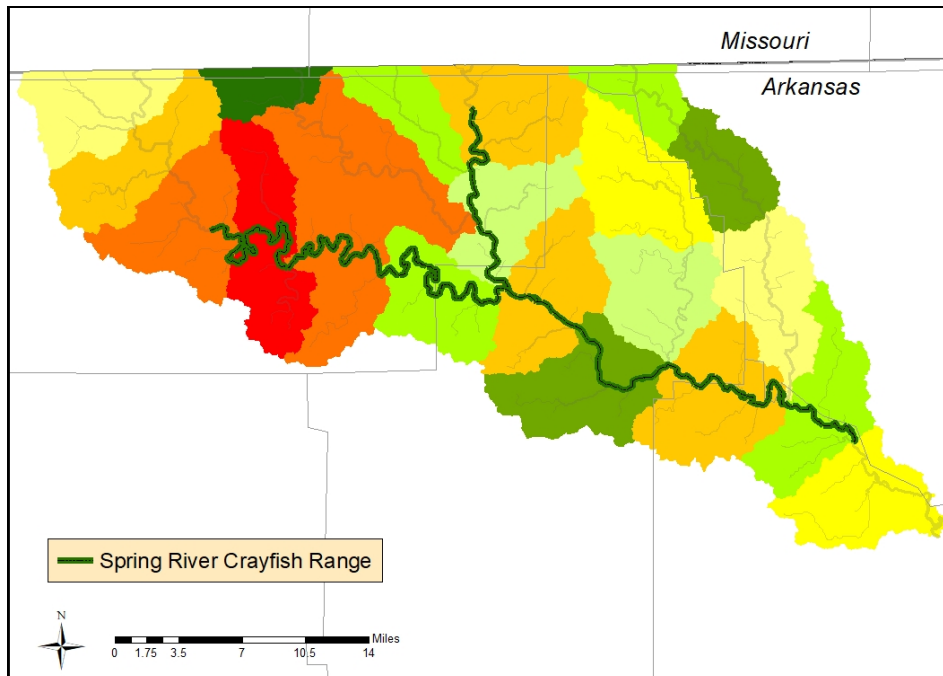 Missouri
Arkansas
Spring River Crayfish Range
N
Miles
0 1.75 3.5 7 10.5 14